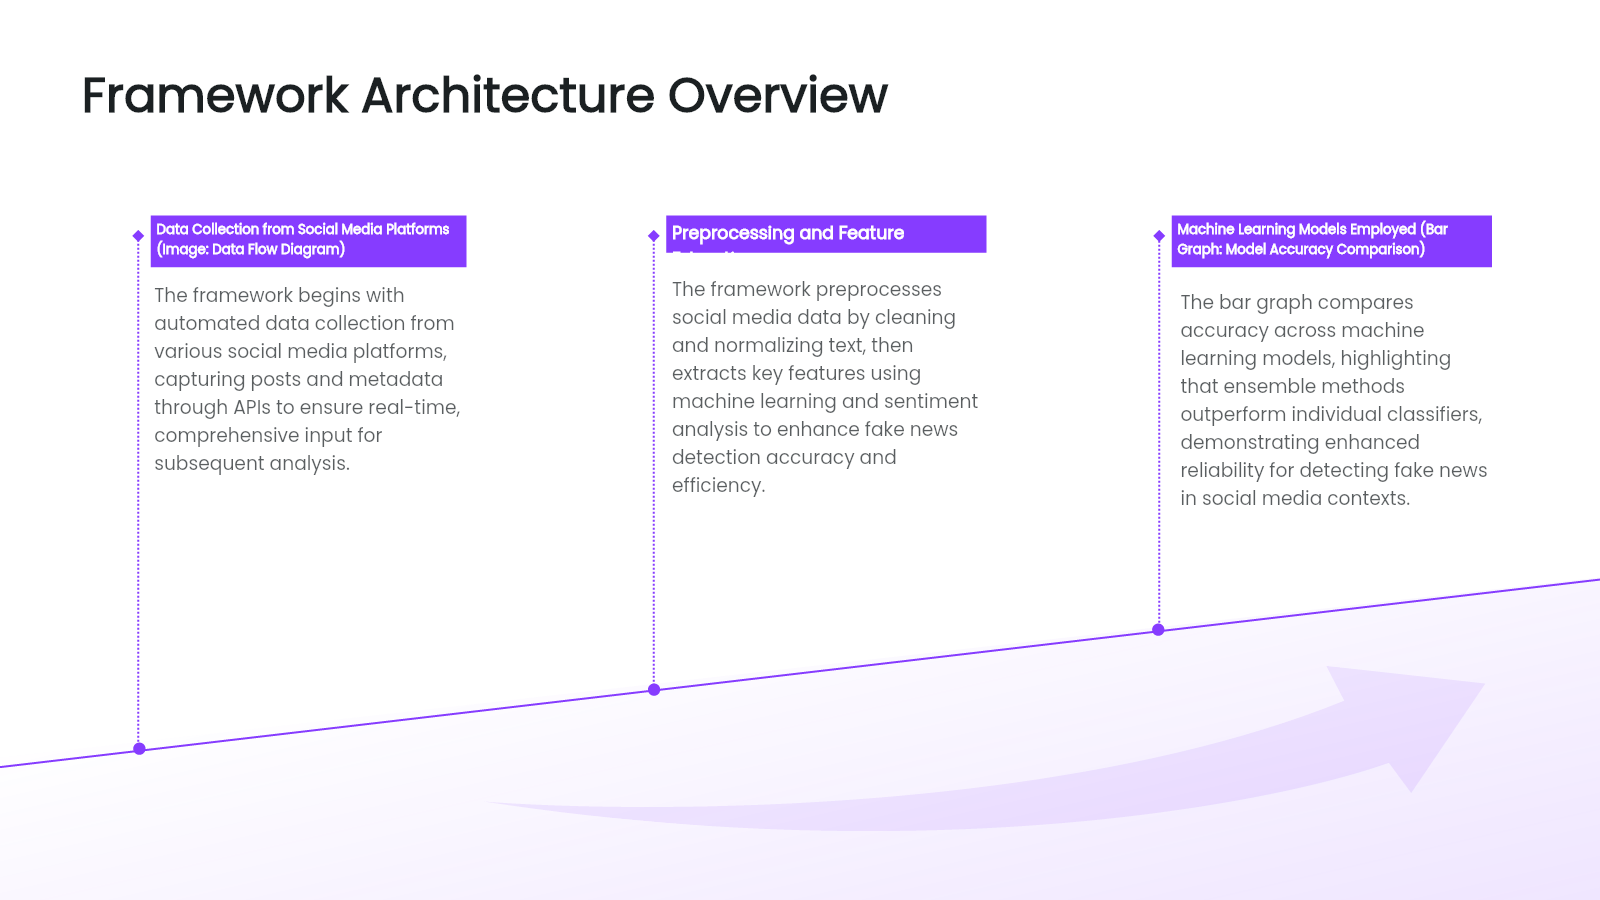 Framework Architecture Overview
Data Collection from Social Media Platforms
(Image: Data Flow Diagram)
The framework begins with
automated data collection from
various social media platforms,
capturing posts and metadata
through APIs to ensure real-time,
comprehensive input for
subsequent analysis.
Preprocessing and Feature
The framework preprocesses
social media data by cleaning
and normalizing text, then
extracts key features using
machine learning and sentiment
analysis to enhance fake news
detection accuracy and
efficiency.
Machine Learning Models Employed (Bar
Graph: Model Accuracy Comparison)
The bar graph compares
accuracy across machine
learning models, highlighting
that ensemble methods
outperform individual classifiers,
demonstrating enhanced
reliability for detecting fake news
in social media contexts.